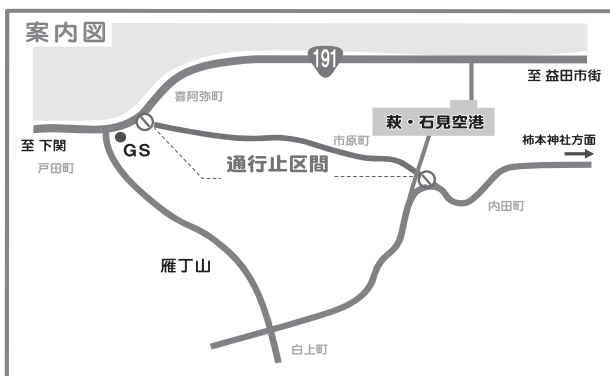 案内図
191
至 益田市街
喜阿弥町
萩・石見空港
至 下関
GS
市原町
柿本神社方面
戸田町
通行止区間
内田町
雁丁山
白上町